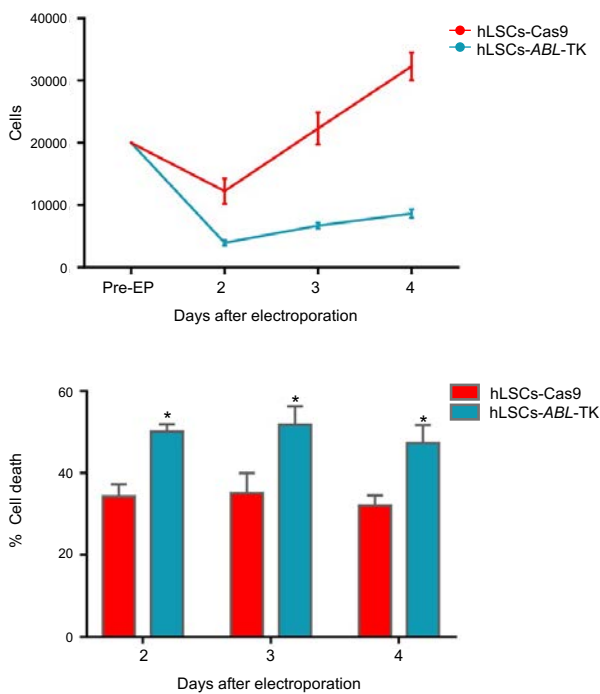 40000
30000
20000
10000
0
Cells
Pre-EP 2 3 4
Days after electroporation
hLSCs-Cas9
hLSCs-ABL-TK
60
40
20
0
% Cell death
* * *
2 3 4
Days after electroporation
hLSCs-Cas9
hLSCs-ABL-TK